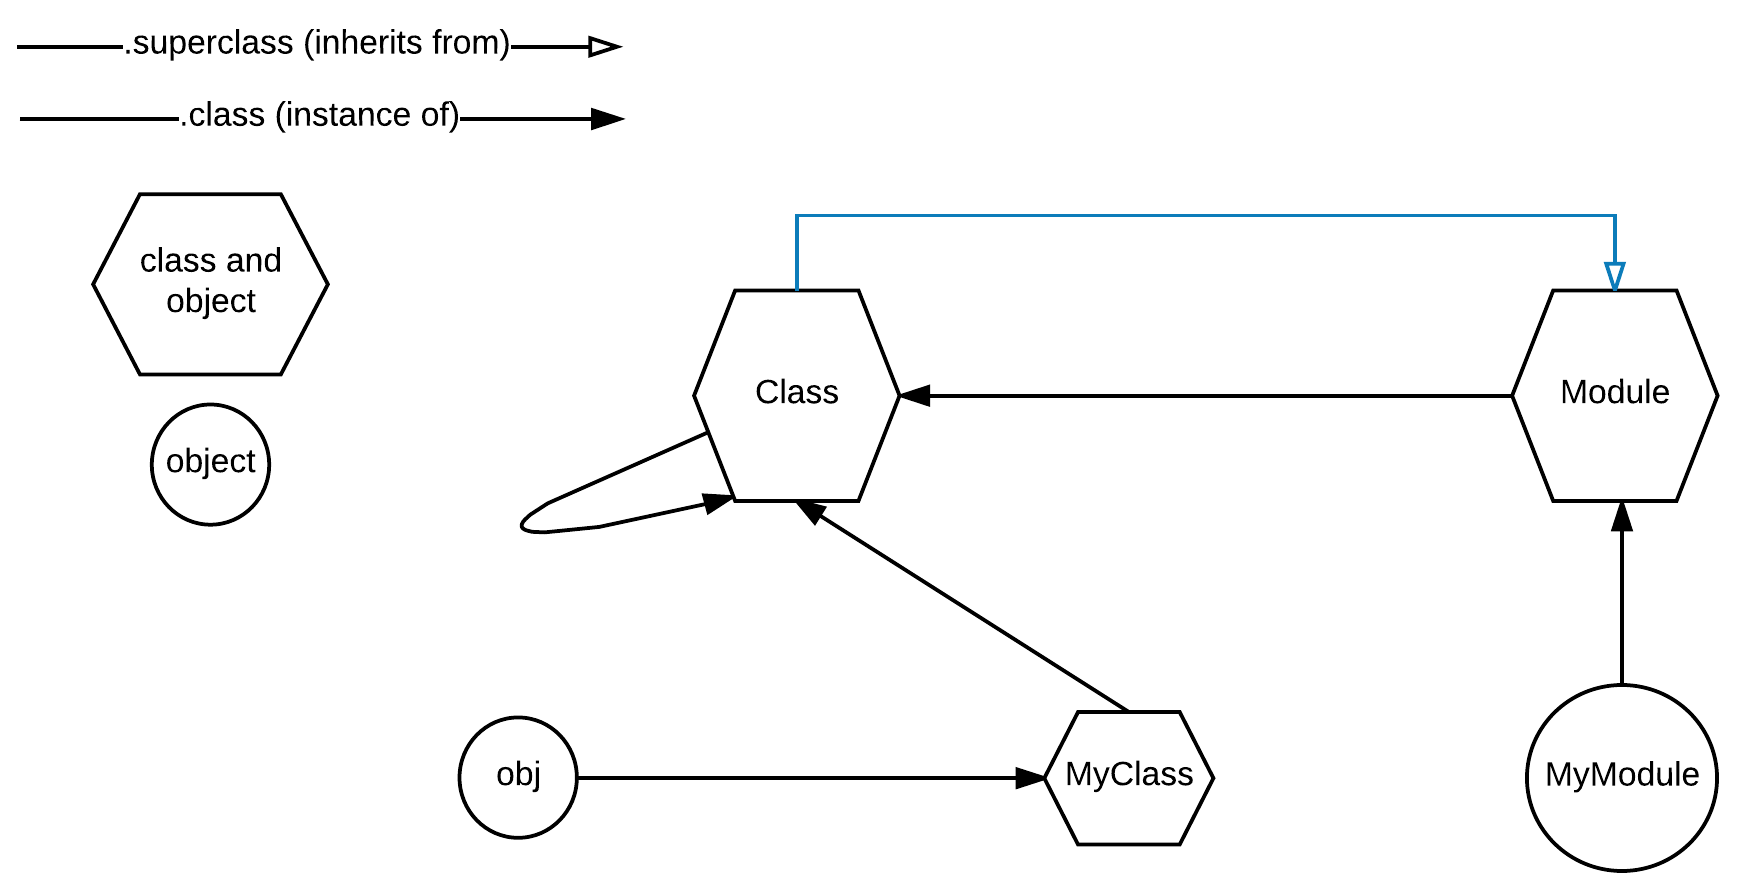 .superclass (inherits from)
.class (instance of)
class and
object
object
Class
Module
obj
MyClass
MyModule